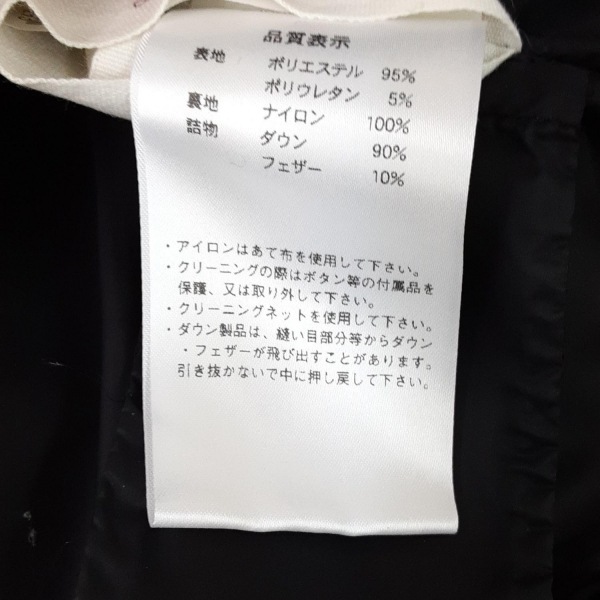 品質表示
表地 ポリエステル 95%
ポリウレタン 5%
裏地 ナイロン 100%
詰物 ダウン 90%
フェザー 10%
・アイロンはあて布を使用して下さい。
・クリーニングの際はボタン等の付属品を
保護、又は取り外して下さい。
・クリーニングネットを使用して下さい。
・ダウン製品は、縫い目部分等からダウン
・フェザーが飛び出すことがあります。
引き抜かないで中に押し戻して下さい。